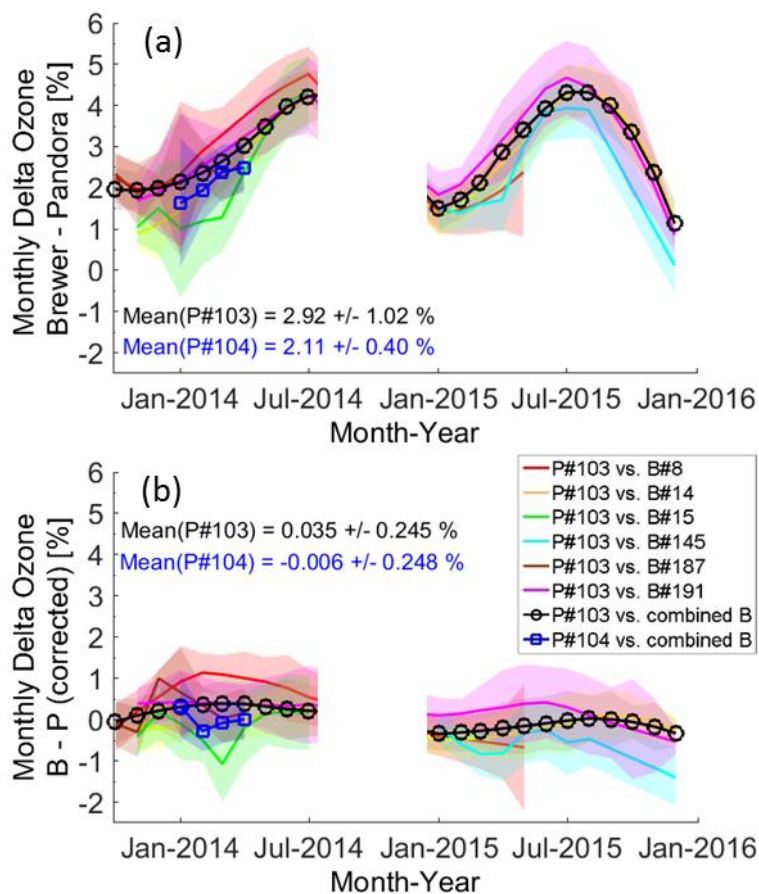 (a)
6
5
4
3
2
1
0
-1
-2
Monthly Delta Ozone
Brewer - Pandora [%]
Mean(P#103) = 2.92 +/- 1.02 %
Mean(P#104) = 2.11 +/- 0.40 %
Jan-2014 Jul-2014 Jan-2015 Jul-2015 Jan-2016
Month-Year
(b)
6
5
4
3
2
1
0
-1
-2
Monthly Delta Ozone
B - P (corrected) [%]
Mean(P#103) = 0.035 +/- 0.245 %
Mean(P#104) = -0.006 +/- 0.248 %
P#103 vs. B#8
P#103 vs. B#14
P#103 vs. B#15
P#103 vs. B#145
P#103 vs. B#187
P#103 vs. B#191
P#103 vs. combined B
P#104 vs. combined B
Jan-2014 Jul-2014 Jan-2015 Jul-2015 Jan-2016
Month-Year